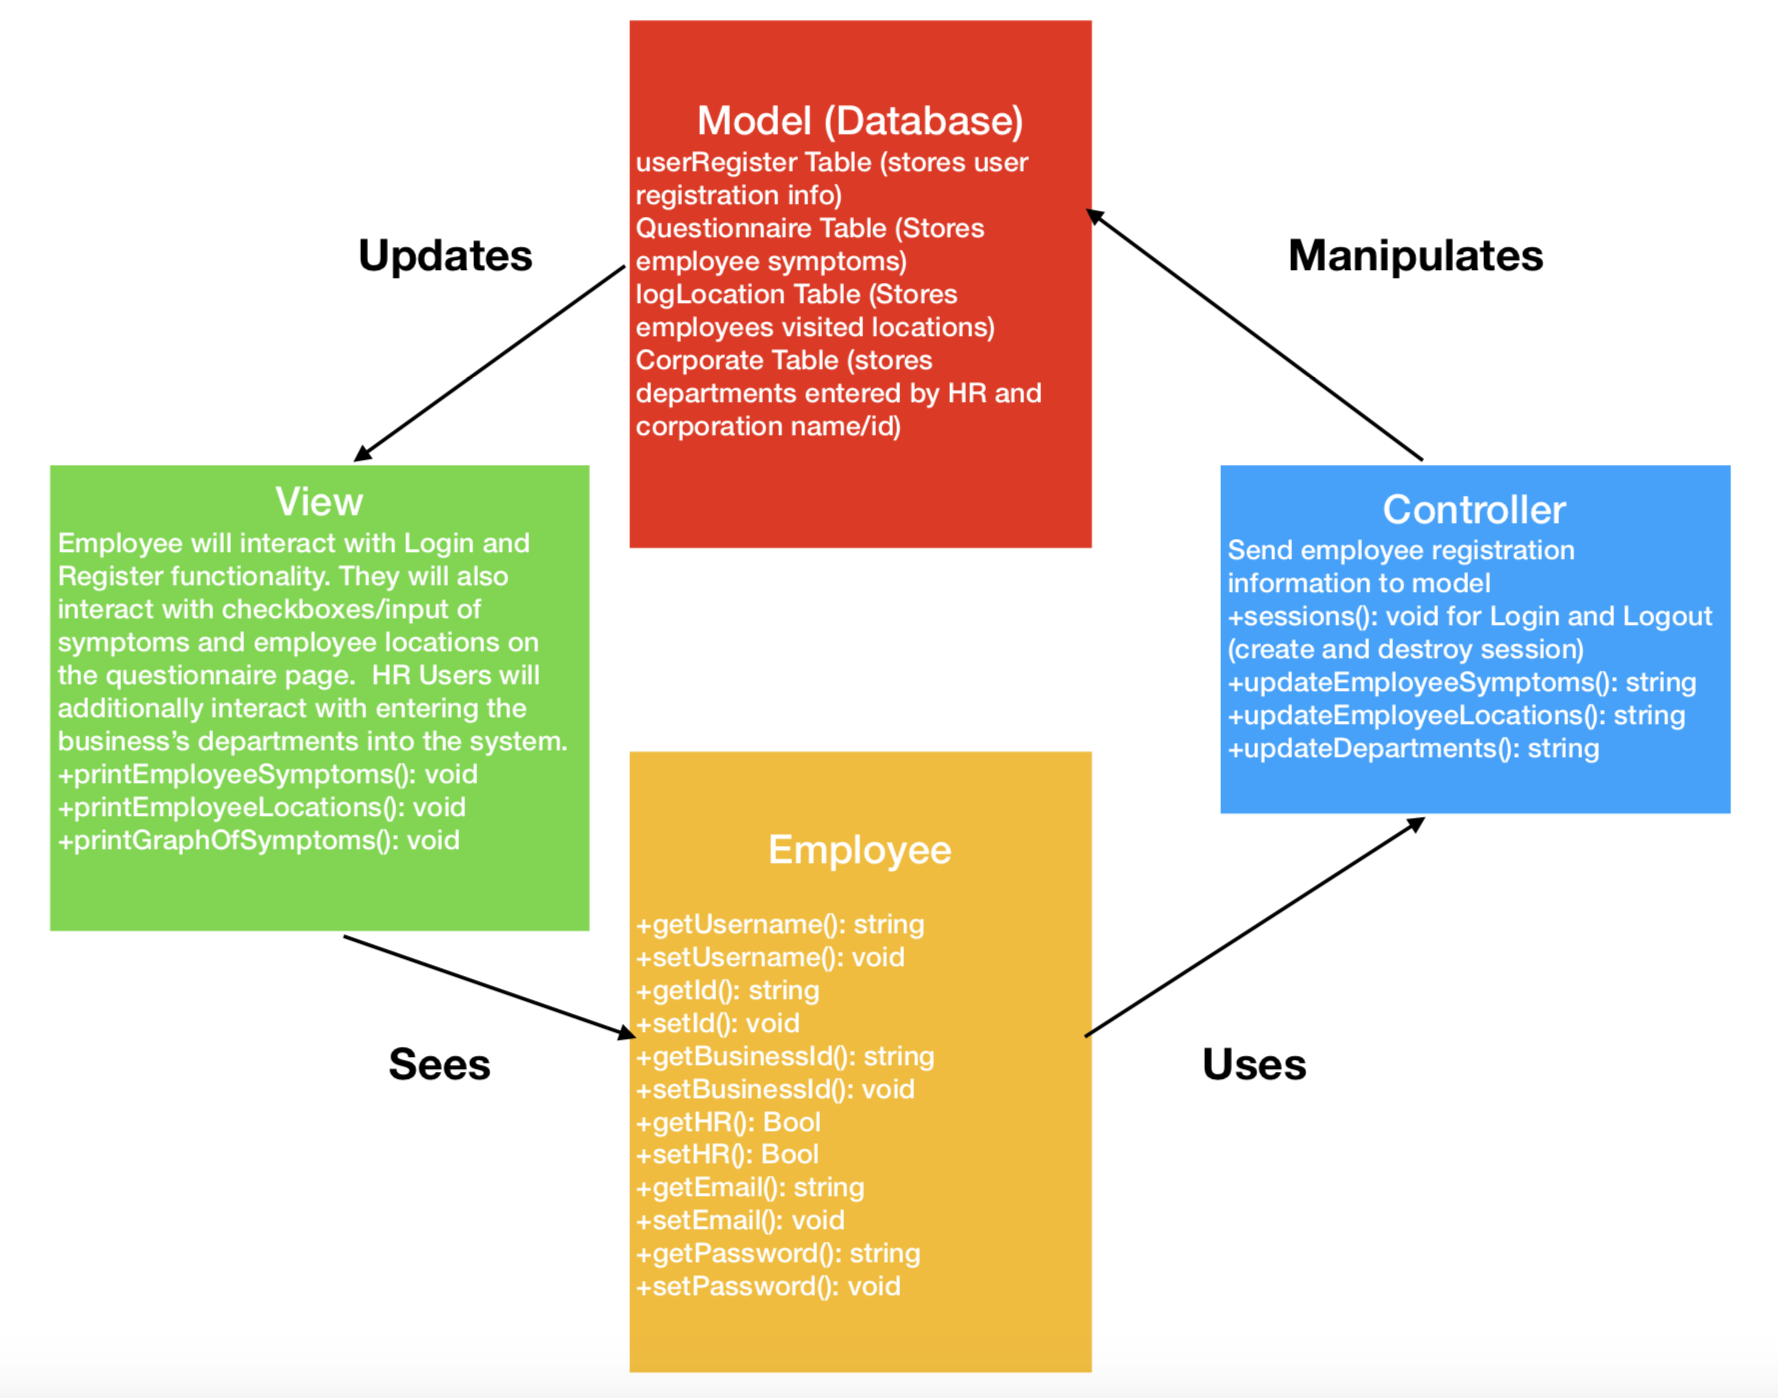 Model (Database)
userRegister Table (stores user
registration info)
Questionnaire Table (Stores
employee symptoms)
logLocation Table (Stores
employees visited locations)
Corporate Table (stores
departments entered by HR and
corporation name/id)
Updates
Manipulates
View
Employee will interact with Login and
Register functionality. They will also
interact with checkboxes/input of
symptoms and employee locations on
the questionnaire page.  HR Users will
additionally interact with entering the
business’s departments into the system.
+printEmployeeSymptoms(): void
+printEmployeeLocations(): void
+printGraphOfSymptoms(): void
Controller
Send employee registration
information to model
+sessions(): void for Login and Logout
(create and destroy session)
+updateEmployeeSymptoms(): string
+updateEmployeeLocations(): string
+updateDepartments(): string
Employee
+getUsername(): string
+setUsername(): void
+getId(): string
+setId(): void
+getBusinessId(): string
+setBusinessId(): void
+getHR(): Bool
+setHR(): Bool
+getEmail(): string
+setEmail(): void
+getPassword(): string
+setPassword(): void
Sees
Uses